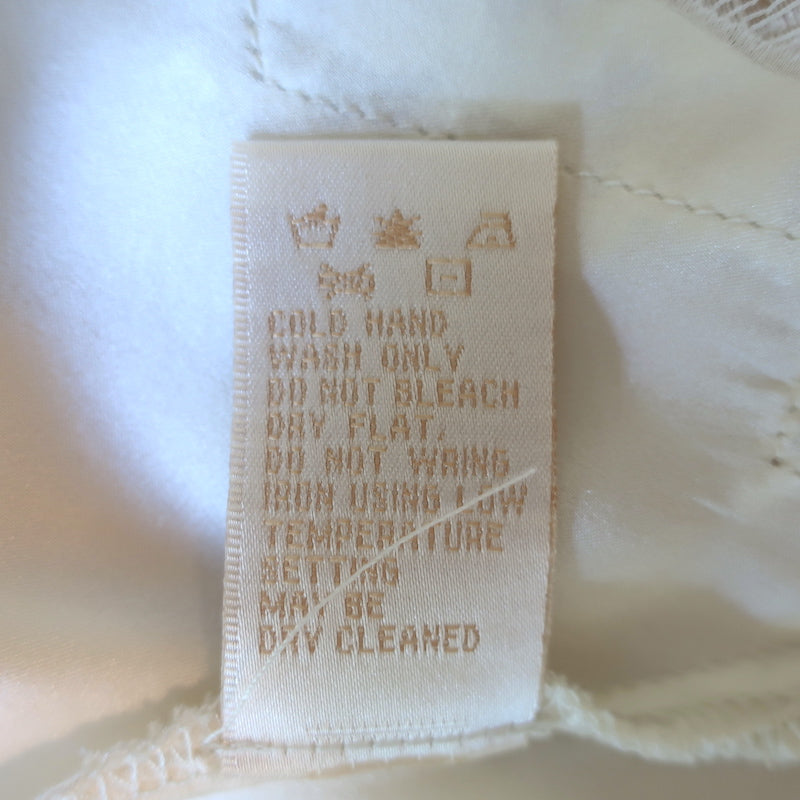 COLD HAND
WASH ONLY
DO NOT BLEACH
DRY FLAT.
DO NOT WRING
IRON USING LOW
TEMPERATURE
SETTING
MAY BE
DRY CLEANED